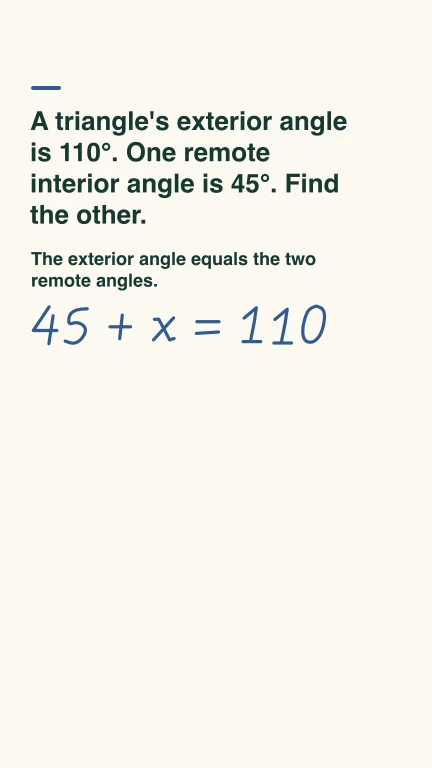 A triangle's exterior angle
is 110°. One remote
interior angle is 45°. Find
the other.
The exterior angle equals the two
remote angles.
45 + x = 110